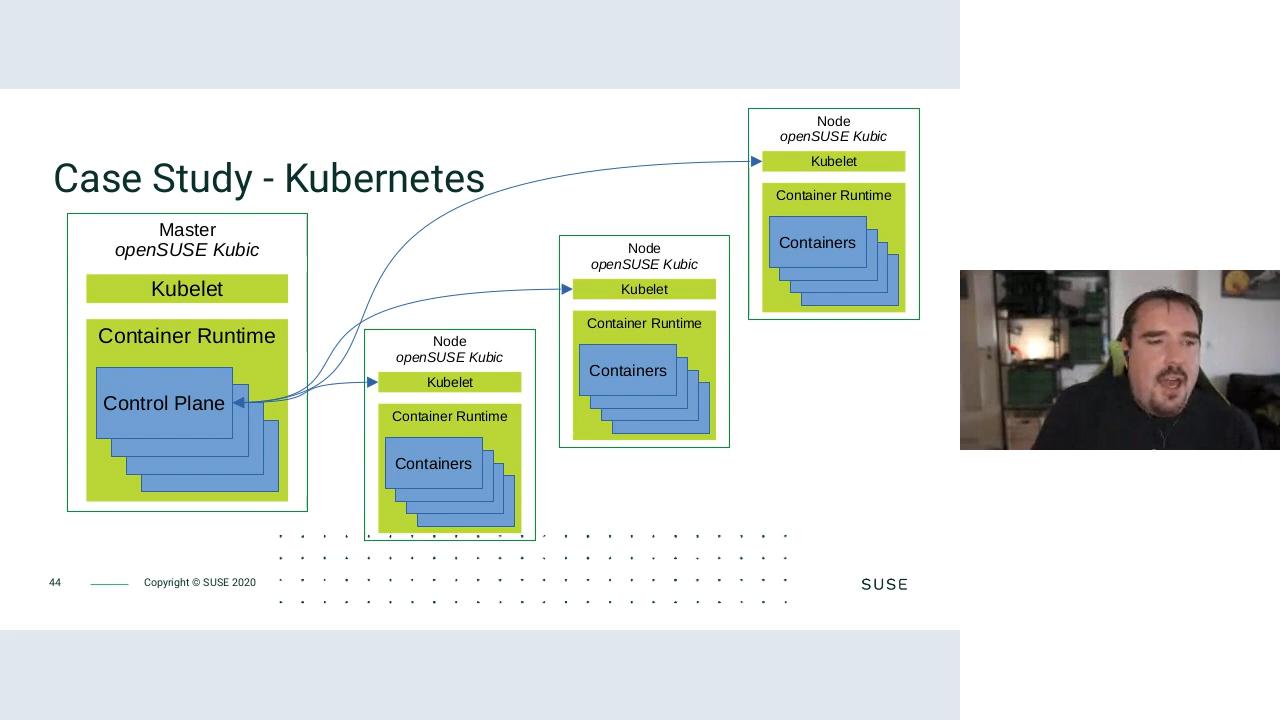 Case Study - Kubernetes
Master
openSUSE Kubic
Kubelet
Container Runtime
Control Plane
Node
openSUSE Kubic
Kubelet
Container Runtime
Containers
Node
openSUSE Kubic
Kubelet
Container Runtime
Containers
Node
openSUSE Kubic
Kubelet
Container Runtime
Containers
44
Copyright © SUSE 2020
SUSE